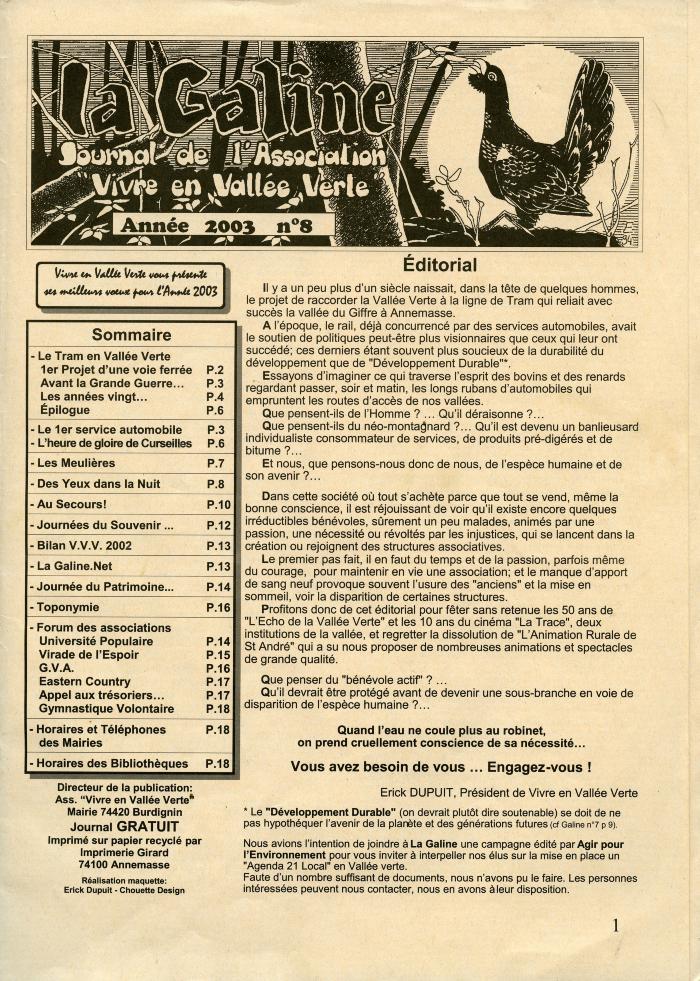 la Galine
Journal de l'Association
"Vivre en Vallée Verte"
Année 2003 n°8
E
94
Vivre en Vallée Verte vous présente
ses meilleurs voeux pour l'Année 2003
Sommaire
- Le Tram en Vallée Verte
1er Projet d'une voie ferrée P.2
Avant la Grande Guerre... P.3
Les années vingt... P.4
Épilogue P.6
- Le 1er service automobile P.3
- L'heure de gloire de Curseilles P.6
- Les Meulières P.7
- Des Yeux dans la Nuit P.8
- Au Secours! P.10
- Journées du Souvenir ... P.12
- Bilan V.V.V. 2002 P.13
- La Galine.Net P.13
- Journée du Patrimoine... P.14
- Toponymie P.16
- Forum des associations
Université Populaire P.14
Virade de l'Espoir P.15
G.V.A. P.16
Eastern Country P.17
Appel aux trésoriers... P.17
Gymnastique Volontaire P.18
- Horaires et Téléphones P.18
des Mairies
- Horaires des Bibliothèques P.18
Directeur de la publication:
Ass. "Vivre en Vallée Verte"
Mairie 74420 Burdignin
Journal GRATUIT
Imprimé sur papier recyclé par
Imprimerie Girard
74100 Annemasse
Réalisation maquette:
Erick Dupuit - Chouette Design
Éditorial
Il y a un peu plus d'un siècle naissait, dans la tête de quelques hommes,
le projet de raccorder la Vallée Verte à la ligne de Tram qui reliait avec
succès la vallée du Giffre à Annemasse.
A l'époque, le rail, déjà concurrencé par des services automobiles, avait
le soutien de politiques peut-être plus visionnaires que ceux qui leur ont
succédé; ces derniers étant souvent plus soucieux de la durabilité du
développement que de "Développement Durable"*.
Essayons d'imaginer ce qui traverse l'esprit des bovins et des renards
regardant passer, soir et matin, les longs rubans d'automobiles qui
empruntent les routes d'accès de nos vallées.
Que pensent-ils de l'Homme ? … Qu'il déraisonne ?…
Que pensent-ils du néo-montagnard ?… Qu'il est devenu un banlieusard
individualiste consommateur de services, de produits pré-digérés et de
bitume ?…
Et nous, que pensons-nous donc de nous, de l'espèce humaine et de
son avenir ?…
Dans cette société où tout s'achète parce que tout se vend, même la
bonne conscience, il est réjouissant de voir qu'il existe encore quelques
irréductibles bénévoles, sûrement un peu malades, animés par une
passion, une nécessité ou révoltés par les injustices, qui se lancent dans la
création ou rejoignent des structures associatives.
Le premier pas fait, il en faut du temps et de la passion, parfois même
du courage, pour maintenir en vie une association; et le manque d'apport
de sang neuf provoque souvent l'usure des "anciens" et la mise en
sommeil, voir la disparition de certaines structures.
Profitons donc de cet éditorial pour fêter sans retenue les 50 ans de
"L'Echo de la Vallée Verte" et les 10 ans du cinéma "La Trace", deux
institutions de la vallée, et regretter la dissolution de "L'Animation Rurale de
St André" qui a su nous proposer de nombreuses animations et spectacles
de grande qualité.
Que penser du "bénévole actif" ? …
Qu'il devrait être protégé avant de devenir une sous-branche en voie de
disparition de l'espèce humaine ?…
Quand l'eau ne coule plus au robinet,
on prend cruellement conscience de sa nécessité…
Vous avez besoin de vous … Engagez-vous !
Erick DUPUIT, Président de Vivre en Vallée Verte
* Le "Développement Durable" (on devrait plutôt dire soutenable) se doit de ne
pas hypothéquer l'avenir de la planète et des générations futures (cf Galine n°7 p 9).
Nous avions l'intention de joindre à La Galine une campagne édité par Agir pour
l'Environnement pour vous inviter à interpeller nos élus sur la mise en place un
"Agenda 21 Local" en Vallée verte.
Faute d'un nombre suffisant de documents, nous n'avons pu le faire. Les personnes
intéressées peuvent nous contacter, nous en avons à leur disposition.
1